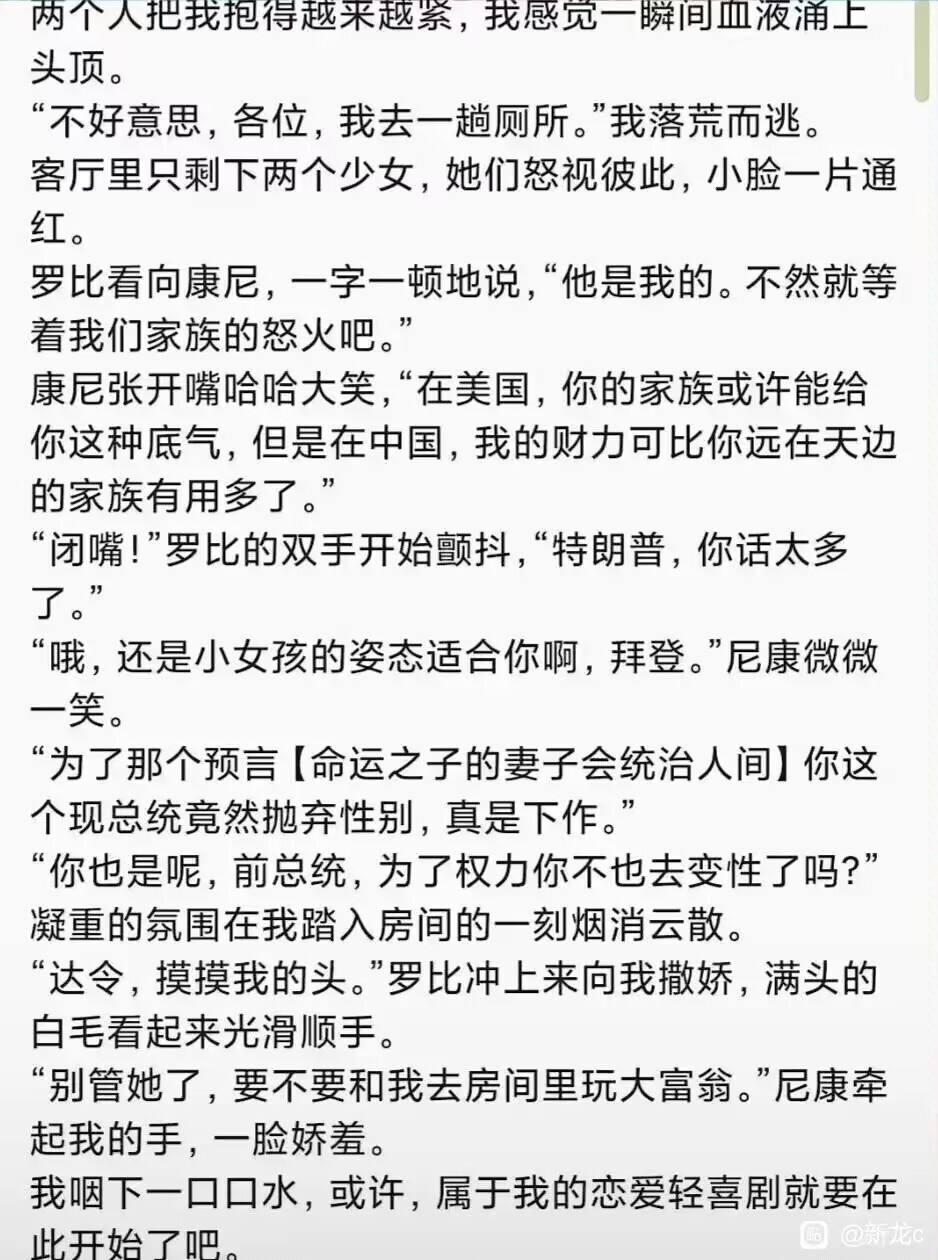 两个人把我抱得越来越紧，我感觉一瞬间血液涌上
头顶。
“不好意思，各位，我去一趟厕所。”我落荒而逃。
客厅里只剩下两个少女，她们怒视彼此，小脸一片通
红。
罗比看向康尼，一字一顿地说，“他是我的。不然就等
着我们家族的怒火吧。”
康尼张开嘴哈哈大笑，“在美国，你的家族或许能给
你这种底气，但是在中国，我的财力可比你远在天边
的家族有用多了。”
“闭嘴！”罗比的双手开始颤抖，“特朗普，你话太多
了。”
“哦，还是小女孩的姿态适合你啊，拜登。”尼康微微
一笑。
“为了那个预言【命运之子的妻子会统治人间】你这
个现总统竟然抛弃性别，真是下作。”
“你也是呢，前总统，为了权力你不也去变性了吗?”
凝重的氛围在我踏入房间的一刻烟消云散。
“达令，摸摸我的头。”罗比冲上来向我撒娇，满头的
白毛看起来光滑顺手。
“别管她了，要不要和我去房间里玩大富翁。”尼康牵
起我的手，一脸娇羞。
我咽下一口口水，或许，属于我的恋爱轻喜剧就要在
此开始了吧。
贴 @新龙c